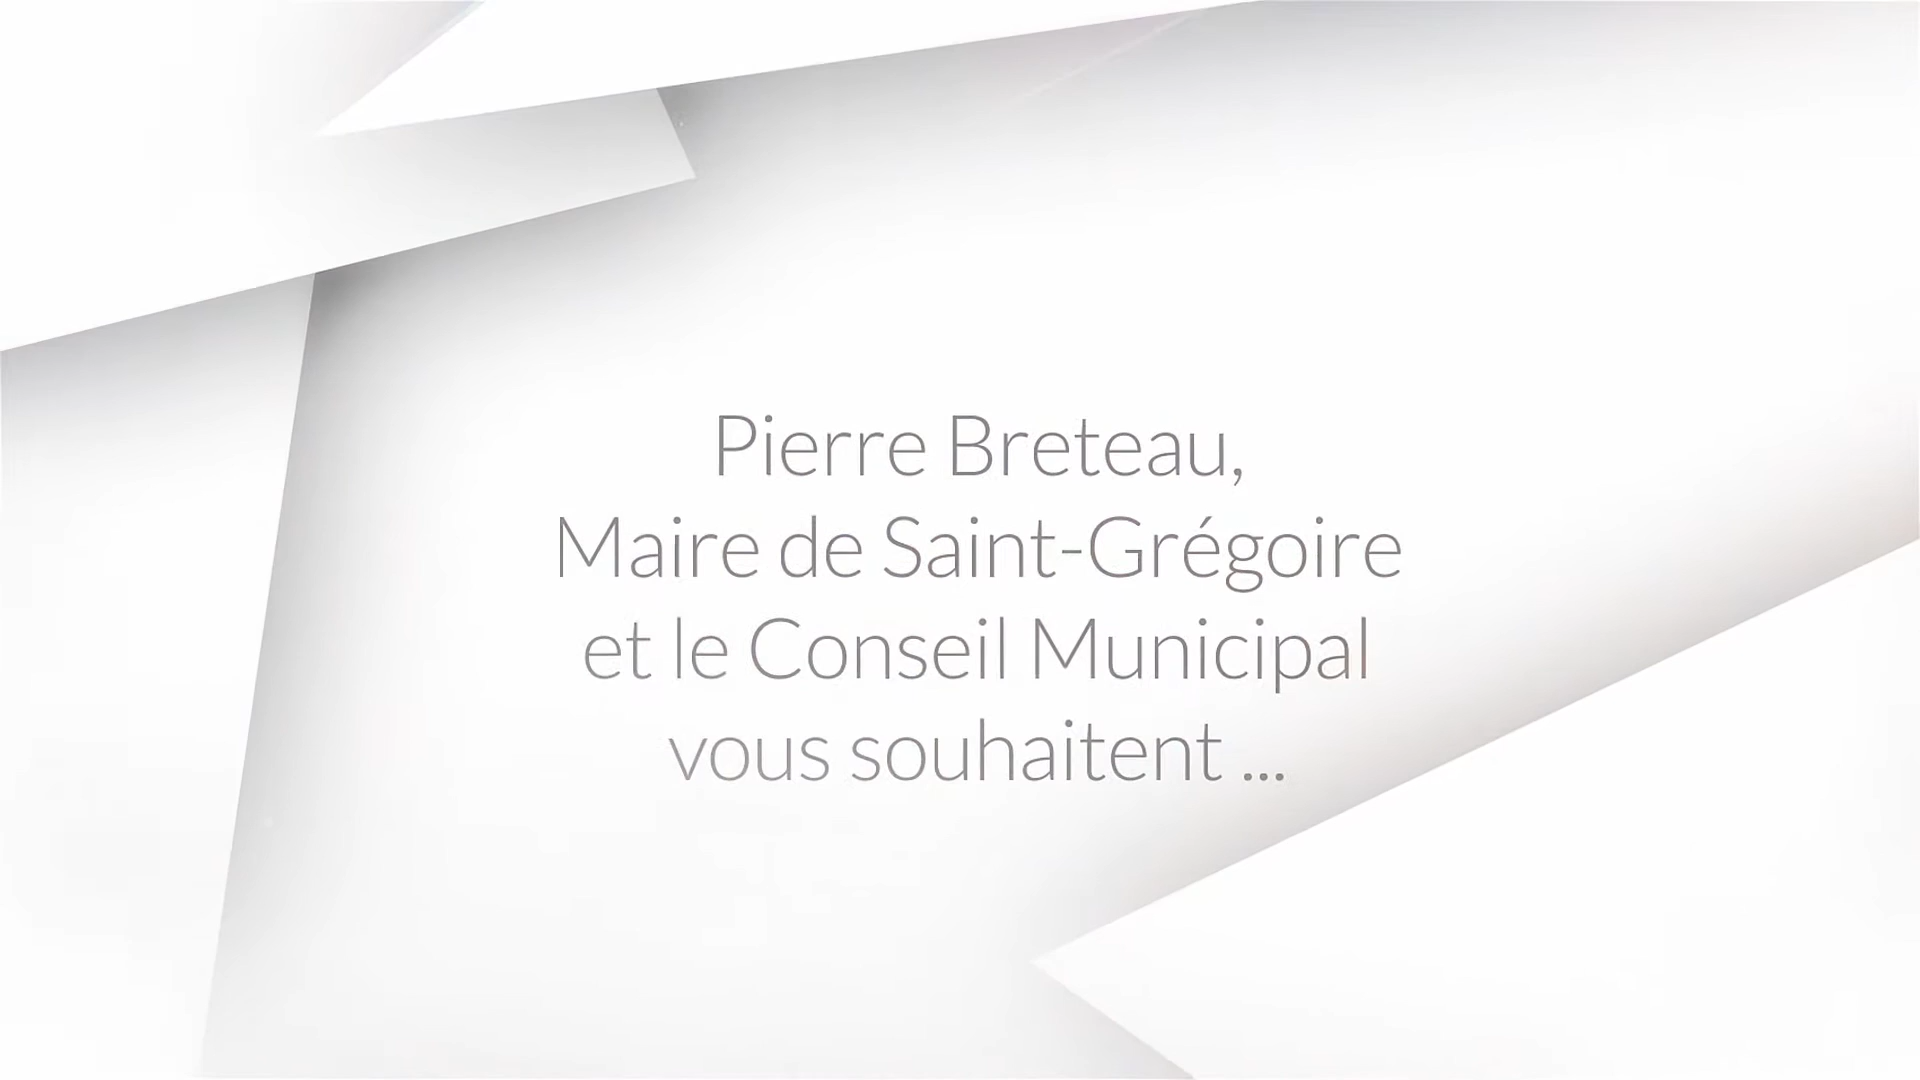 Pierre Breteau,
Maire de Saint-Grégoire
et le Conseil Municipal
vous souhaitent ...